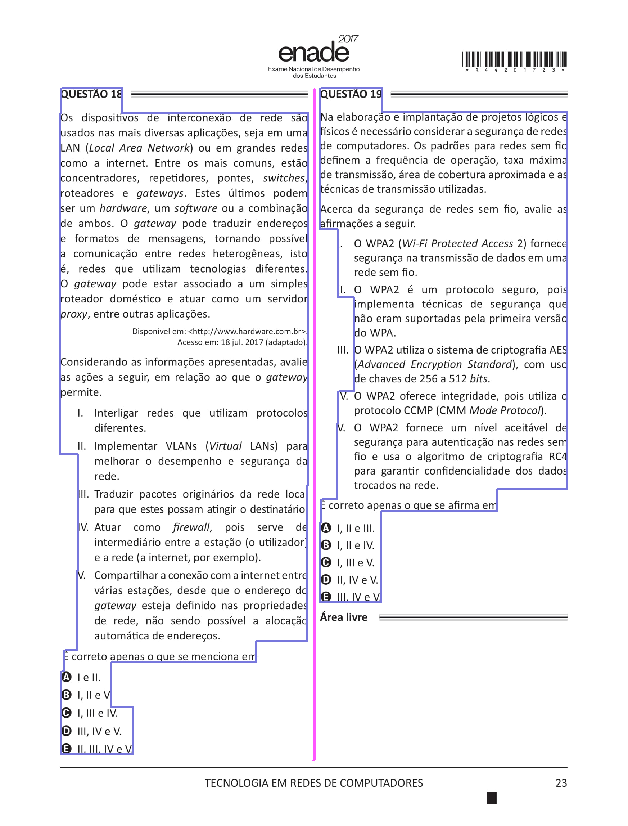 enade 2017
Exame Nacional de Desempenho
dos Estudantes
*R4420172 3*
QUESTÃO 18
Os dispositivos de interconexão de rede são
usados nas mais diversas aplicações, seja em uma
LAN (Local Area Network) ou em grandes redes
como a internet. Entre os mais comuns, estão
concentradores, repetidores, pontes, switches,
roteadores e gateways. Estes últimos podem
ser um hardware, um software ou a combinação
de ambos. O gateway pode traduzir endereços
e formatos de mensagens, tornando possível
a comunicação entre redes heterogêneas, isto
é, redes que utilizam tecnologias diferentes.
O gateway pode estar associado a um simples
roteador doméstico e atuar como um servidor
proxy, entre outras aplicações.
Disponível em: <http://www.hardware.com.br>.
Acesso em: 18 jul. 2017 (adaptado).
Considerando as informações apresentadas, avalie
as ações a seguir, em relação ao que o gateway
permite.
I. Interligar redes que utilizam protocolos
diferentes.
II. Implementar VLANs (Virtual LANs) para
melhorar o desempenho e segurança da
rede.
III. Traduzir pacotes originários da rede local
para que estes possam atingir o destinatário.
IV. Atuar como firewall, pois serve de
intermediário entre a estação (o utilizador)
e a rede (a internet, por exemplo).
V. Compartilhar a conexão com a internet entre
várias estações, desde que o endereço do
gateway esteja definido nas propriedades
de rede, não sendo possível a alocação
automática de endereços.
É correto apenas o que se menciona em
A I e II.
B I, II e V.
C I, III e IV.
D III, IV e V.
E II, III, IV e V.
QUESTÃO 19
Na elaboração e implantação de projetos lógicos e
físicos é necessário considerar a segurança de redes
de computadores. Os padrões para redes sem fio
definem a frequência de operação, taxa máxima
de transmissão, área de cobertura aproximada e as
técnicas de transmissão utilizadas.
Acerca da segurança de redes sem fio, avalie as
afirmações a seguir.
I. O WPA2 (Wi-Fi Protected Access 2) fornece
segurança na transmissão de dados em uma
rede sem fio.
II. O WPA2 é um protocolo seguro, pois
implementa técnicas de segurança que
não eram suportadas pela primeira versão
do WPA.
III. O WPA2 utiliza o sistema de criptografia AES
(Advanced Encryption Standard), com uso
de chaves de 256 a 512 bits.
IV. O WPA2 oferece integridade, pois utiliza o
protocolo CCMP (CMM Mode Protocol).
V. O WPA2 fornece um nível aceitável de
segurança para autenticação nas redes sem
fio e usa o algoritmo de criptografia RC4
para garantir confidencialidade dos dados
trocados na rede.
É correto apenas o que se afirma em
A I, II e III.
B I, II e IV.
C I, III e V.
D II, IV e V.
E III, IV e V.
Área livre
TECNOLOGIA EM REDES DE COMPUTADORES
23